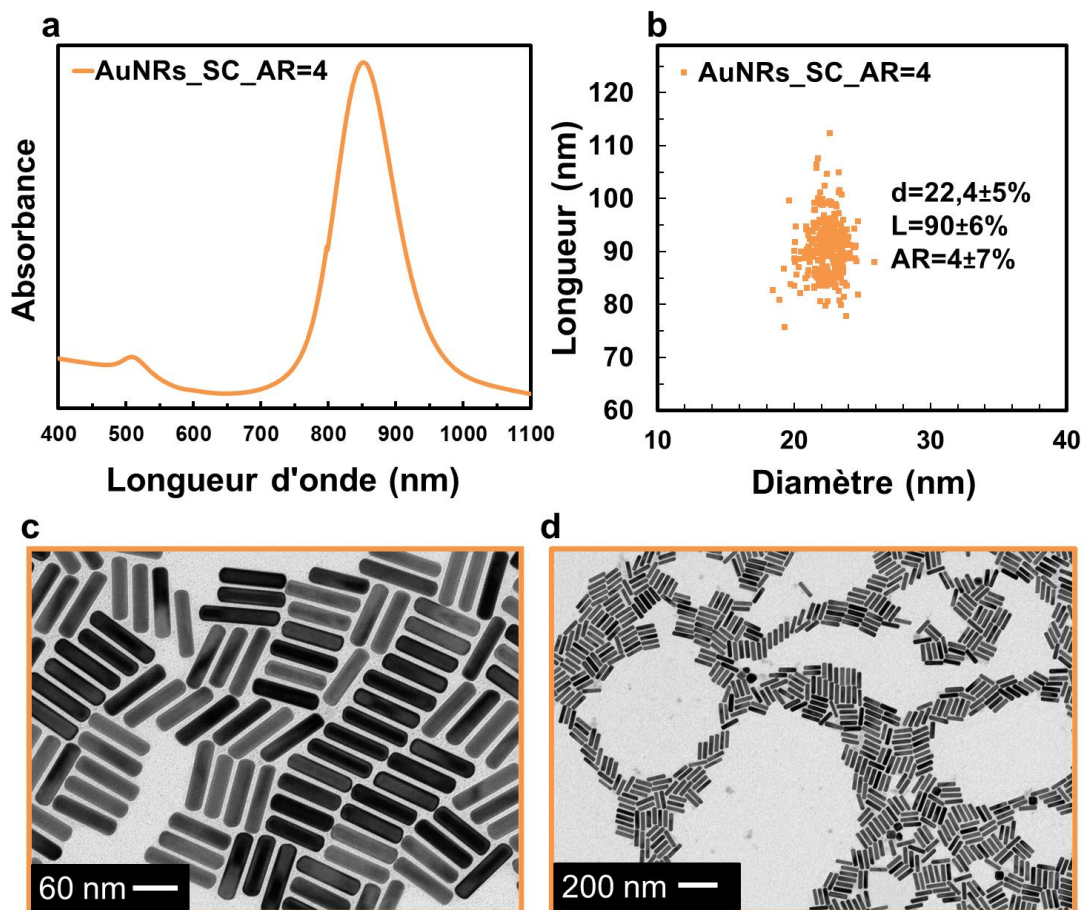 a
AuNRs_SC_AR=4
Absorbance
400 500 600 700 800 900 1000 1100
Longueur d'onde (nm)
b
AuNRs_SC_AR=4
Longueur (nm)
120
110
100
90
80
70
60
d=22,4±5%
L=90±6%
AR=4±7%
10 20 30 40
Diamètre (nm)
c
60 nm
d
200 nm